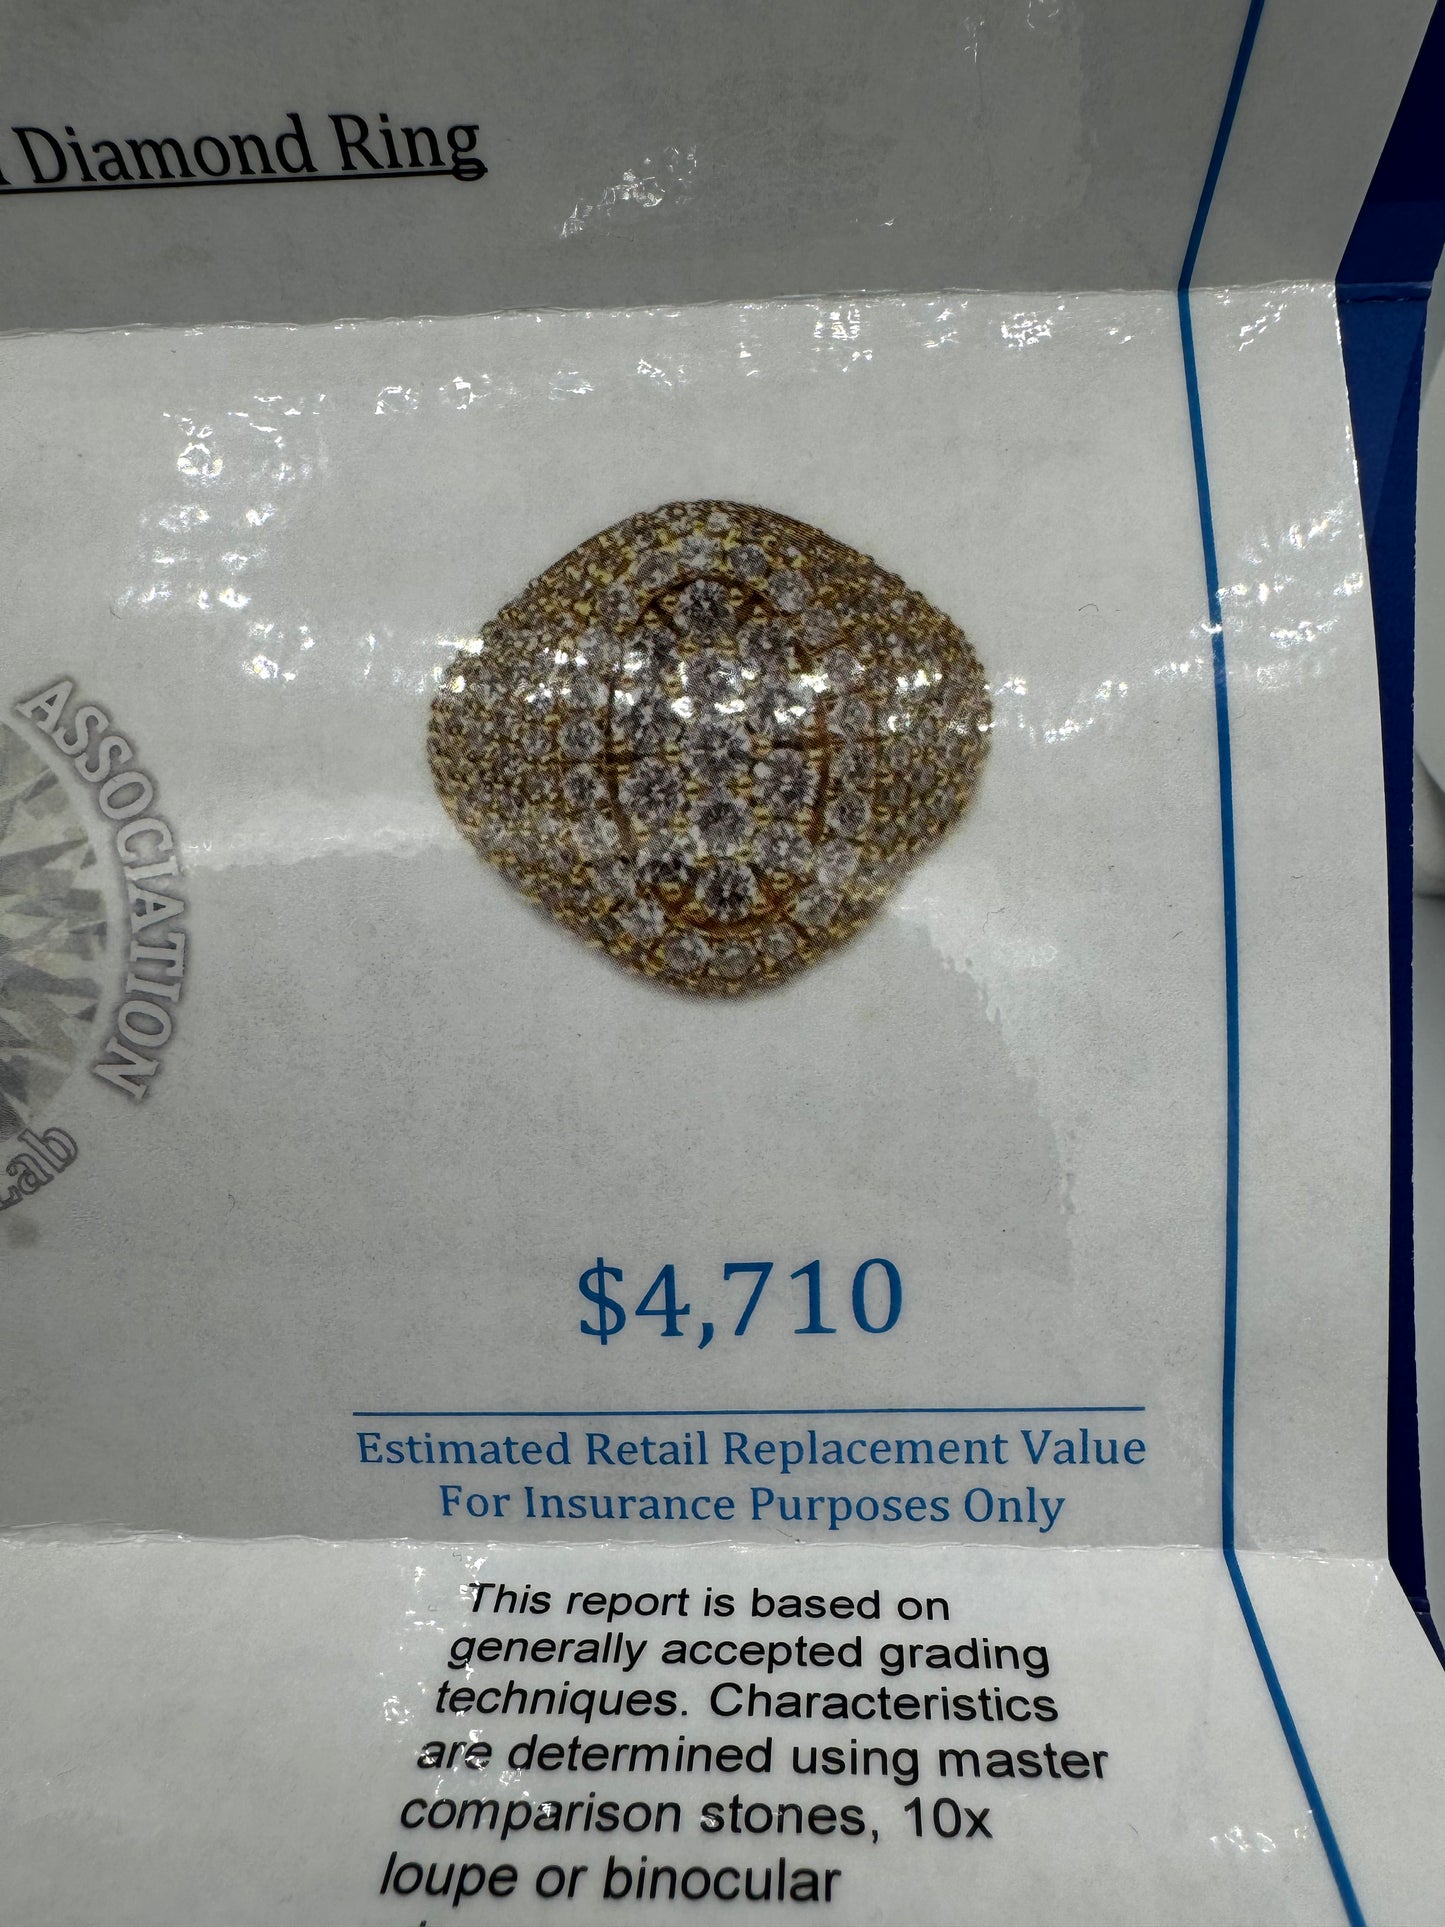 Diamond Ring
ASSOCIATION
Lab
$4,710
Estimated Retail Replacement Value
For Insurance Purposes Only
This report is based on
generally accepted grading
techniques. Characteristics
are determined using master
comparison stones, 10x
loupe or binocular